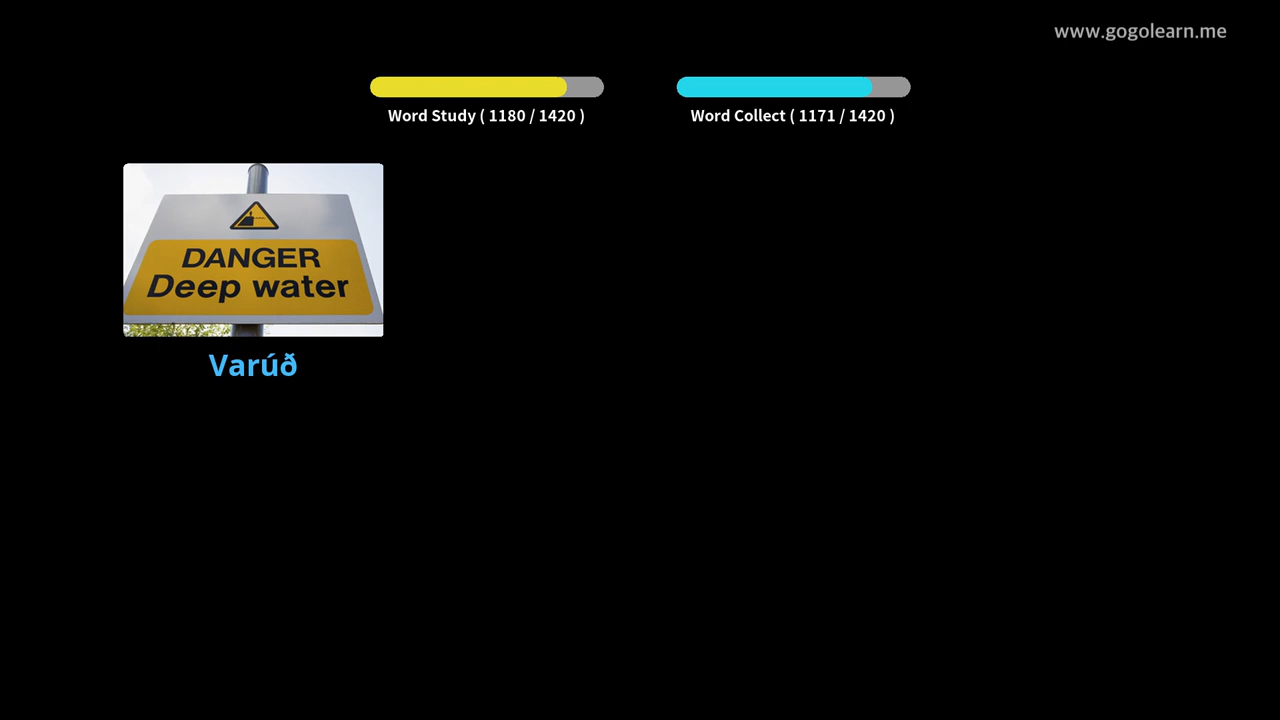 www.gogolearn.me
Word Study ( 1180 / 1420 )
Word Collect ( 1171 / 1420 )
DANGER
Deep water
Varúð